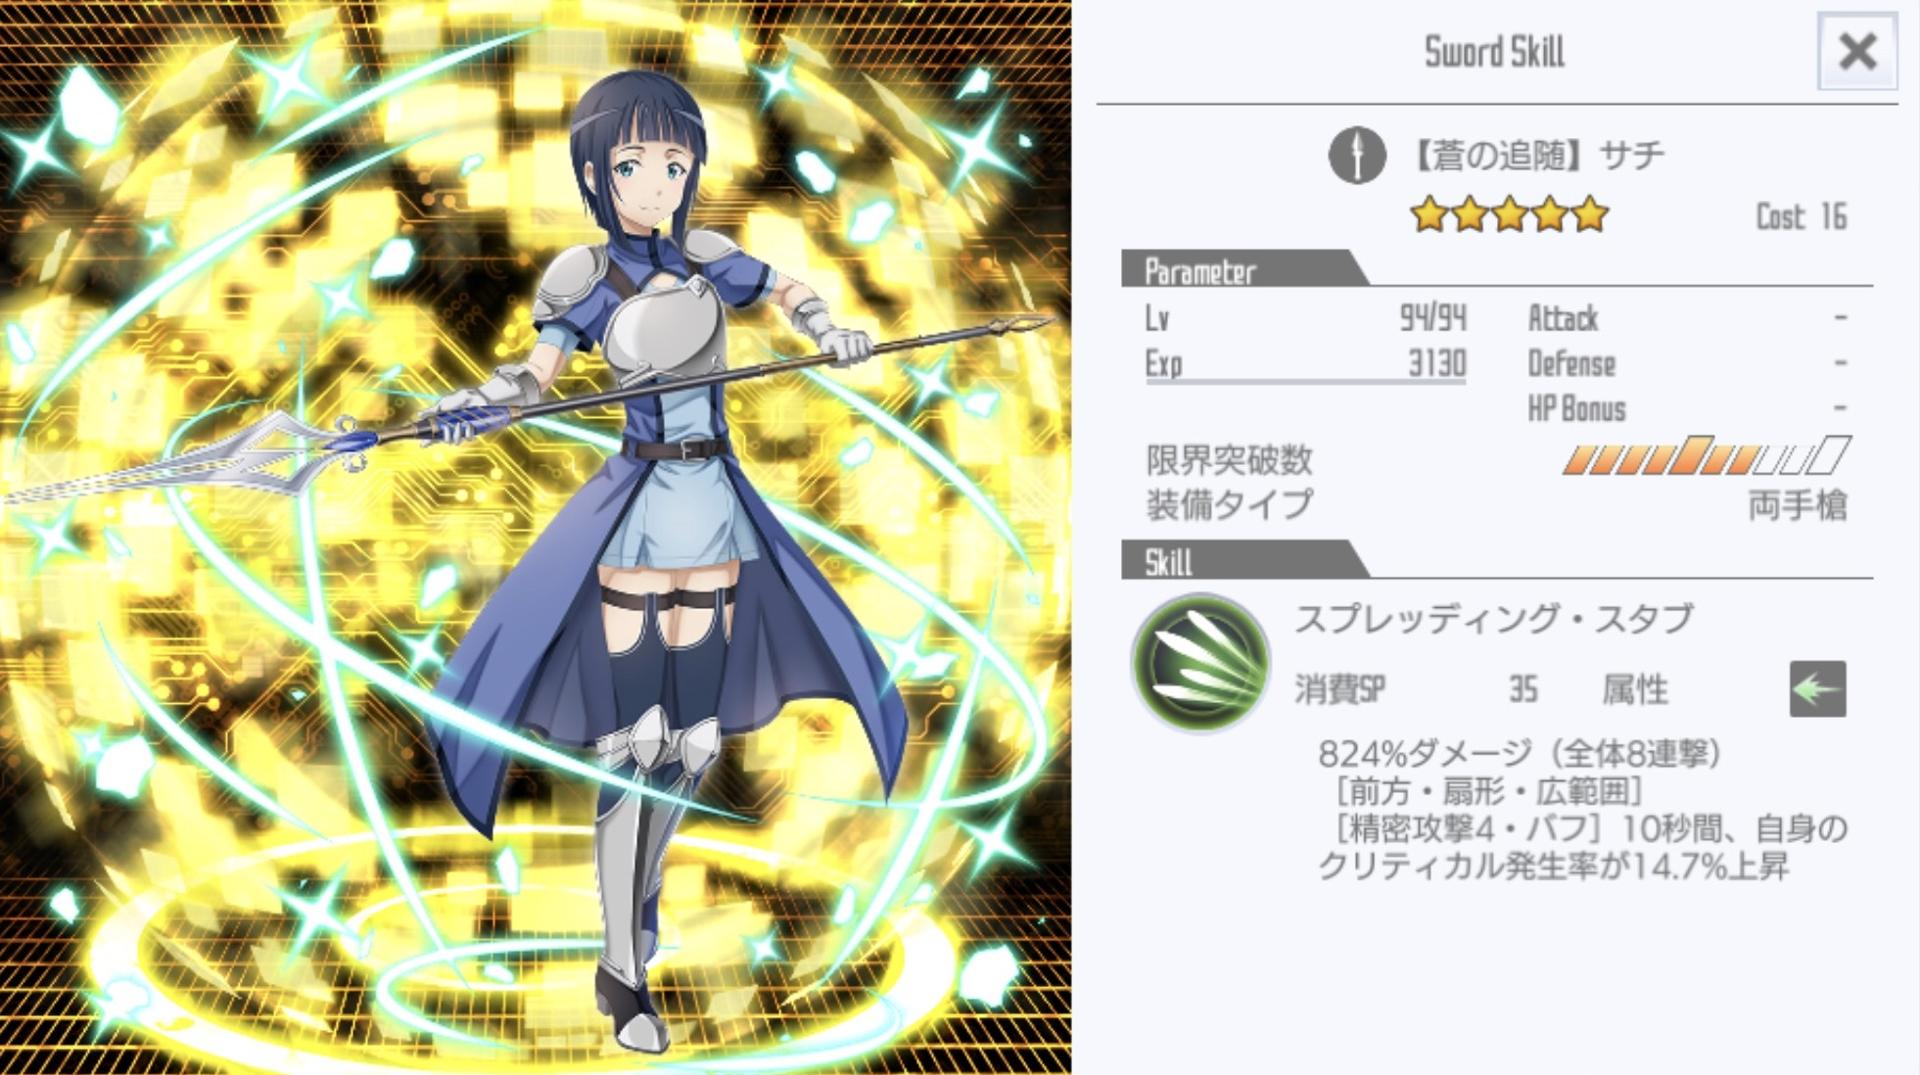 Sword Skill
【蒼の追随】サチ
Cost 16
Parameter
Lv 94/94 Attack -
Exp 3130 Defense -
HP Bonus -
限界突破数
装備タイプ 両手槍
Skill
スプレッディング・スタブ
消費SP 35 属性
824%ダメージ（全体8連撃）
［前方・扇形・広範囲］
［精密攻撃4・バフ］10秒間、自身の
クリティカル発生率が14.7%上昇